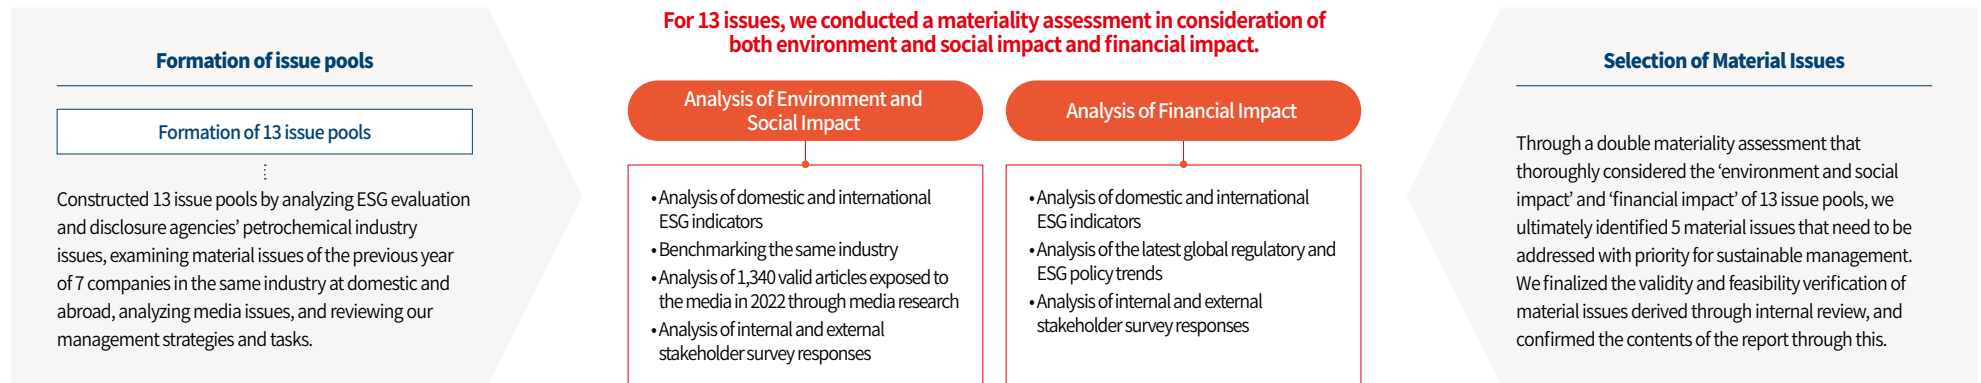 Formation of issue pools
Formation of 13 issue pools
Constructed 13 issue pools by analyzing ESG evaluation
and disclosure agencies’ petrochemical industry
issues, examining material issues of the previous year
of 7 companies in the same industry at domestic and
abroad, analyzing media issues, and reviewing our
management strategies and tasks.
For 13 issues, we conducted a materiality assessment in consideration of
both environment and social impact and financial impact.
Analysis of Environment and
Social Impact
• Analysis of domestic and international
ESG indicators
• Benchmarking the same industry
• Analysis of 1,340 valid articles exposed to
the media in 2022 through media research
• Analysis of internal and external
stakeholder survey responses
Analysis of Financial Impact
• Analysis of domestic and international
ESG indicators
• Analysis of the latest global regulatory and
ESG policy trends
• Analysis of internal and external
stakeholder survey responses
Selection of Material Issues
Through a double materiality assessment that
thoroughly considered the ‘environment and social
impact’ and ‘financial impact’ of 13 issue pools, we
ultimately identified 5 material issues that need to be
addressed with priority for sustainable management.
We finalized the validity and feasibility verification of
material issues derived through internal review, and
confirmed the contents of the report through this.